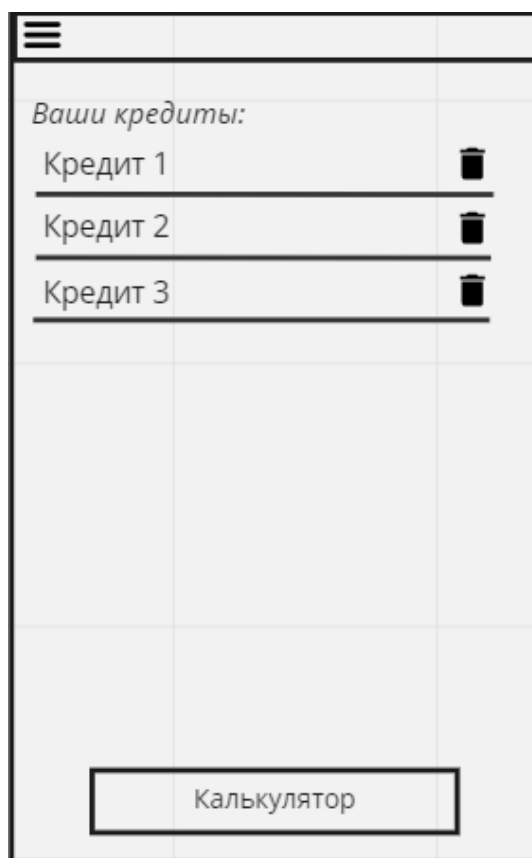 Ваши кредиты:
Кредит 1
Кредит 2
Кредит 3
Калькулятор